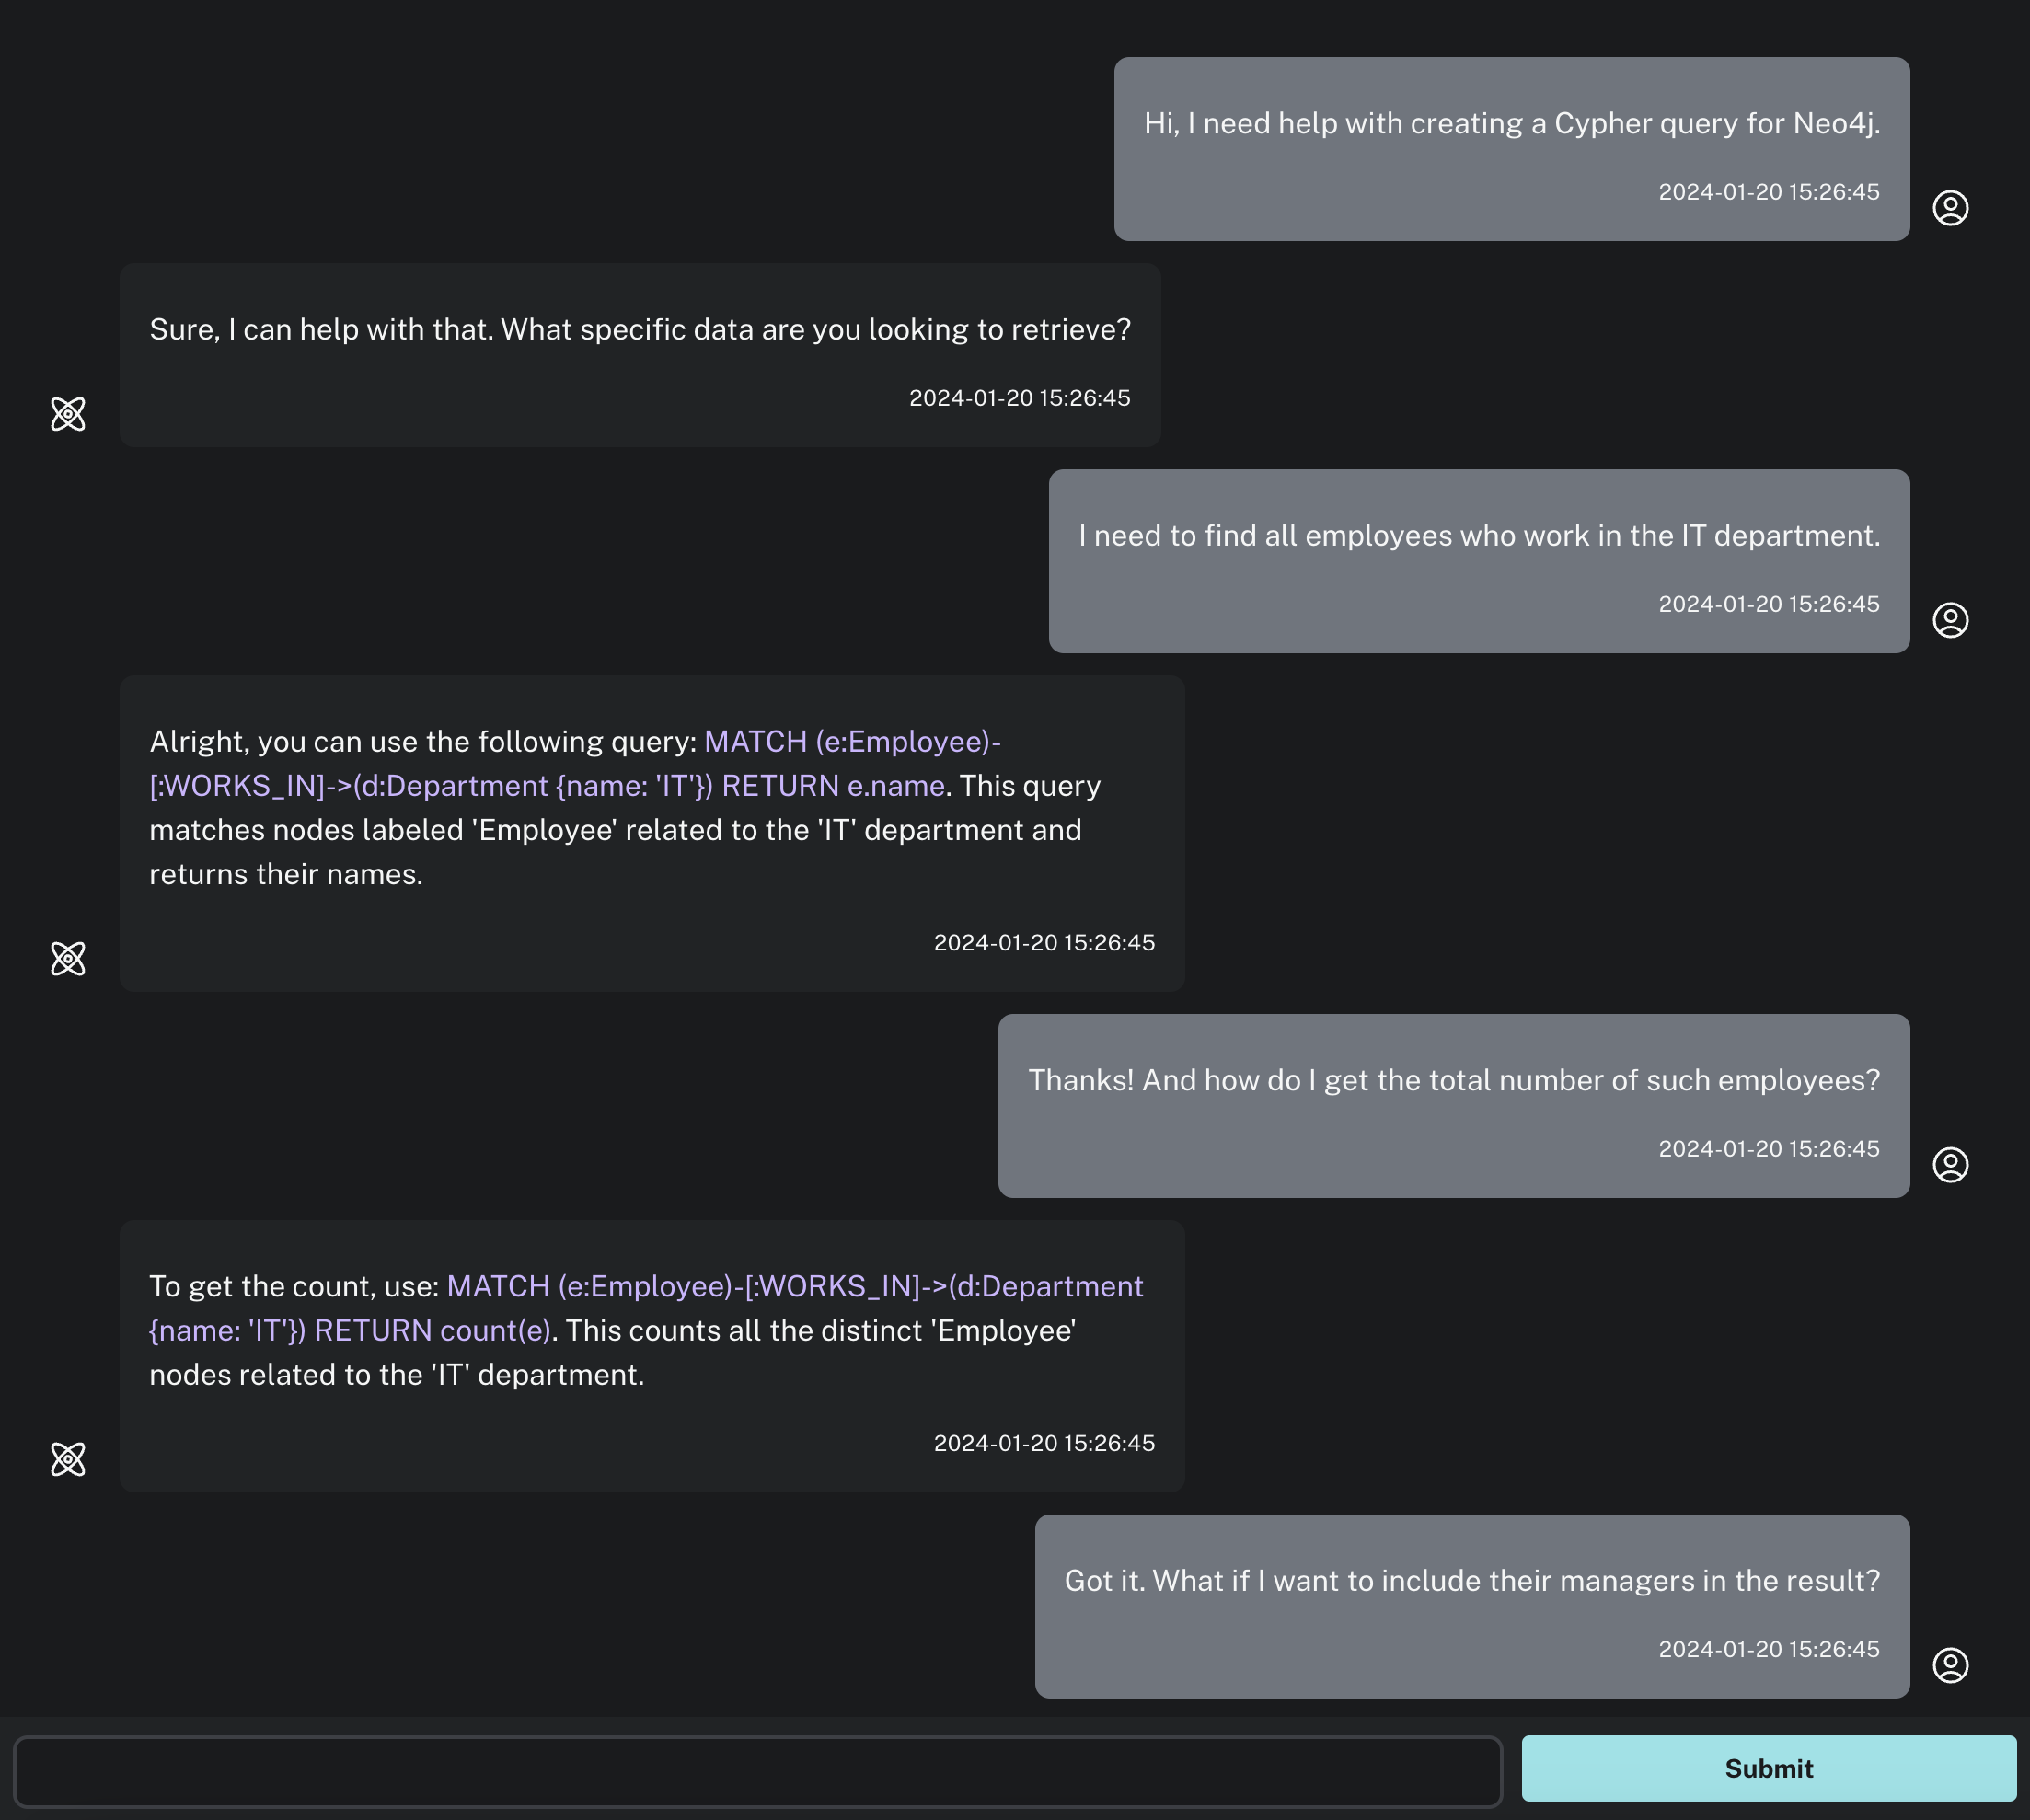 Hi, I need help with creating a Cypher query for Neo4j.
2024-01-20 15:26:45
Sure, I can help with that. What specific data are you looking to retrieve?
2024-01-20 15:26:45
I need to find all employees who work in the IT department.
2024-01-20 15:26:45
Alright, you can use the following query: MATCH (e:Employee)-
[:WORKS_IN]->(d:Department {name: 'IT'}) RETURN e.name. This query
matches nodes labeled 'Employee' related to the 'IT' department and
returns their names.
2024-01-20 15:26:45
Thanks! And how do I get the total number of such employees?
2024-01-20 15:26:45
To get the count, use: MATCH (e:Employee)-[:WORKS_IN]->(d:Department
{name: 'IT'}) RETURN count(e). This counts all the distinct 'Employee'
nodes related to the 'IT' department.
2024-01-20 15:26:45
Got it. What if I want to include their managers in the result?
2024-01-20 15:26:45
Submit